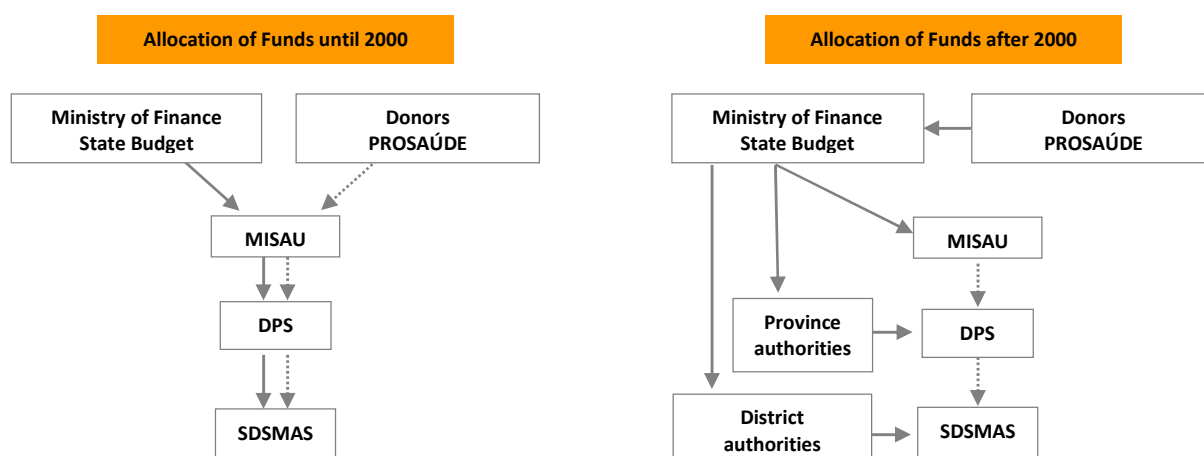 Allocation of Funds until 2000
Ministry of Finance
State Budget
Donors
PROSAÚDE
MISAU
DPS
SDSMAS
Allocation of Funds after 2000
Ministry of Finance
State Budget
Donors
PROSAÚDE
MISAU
Province
authorities
DPS
District
authorities
SDSMAS